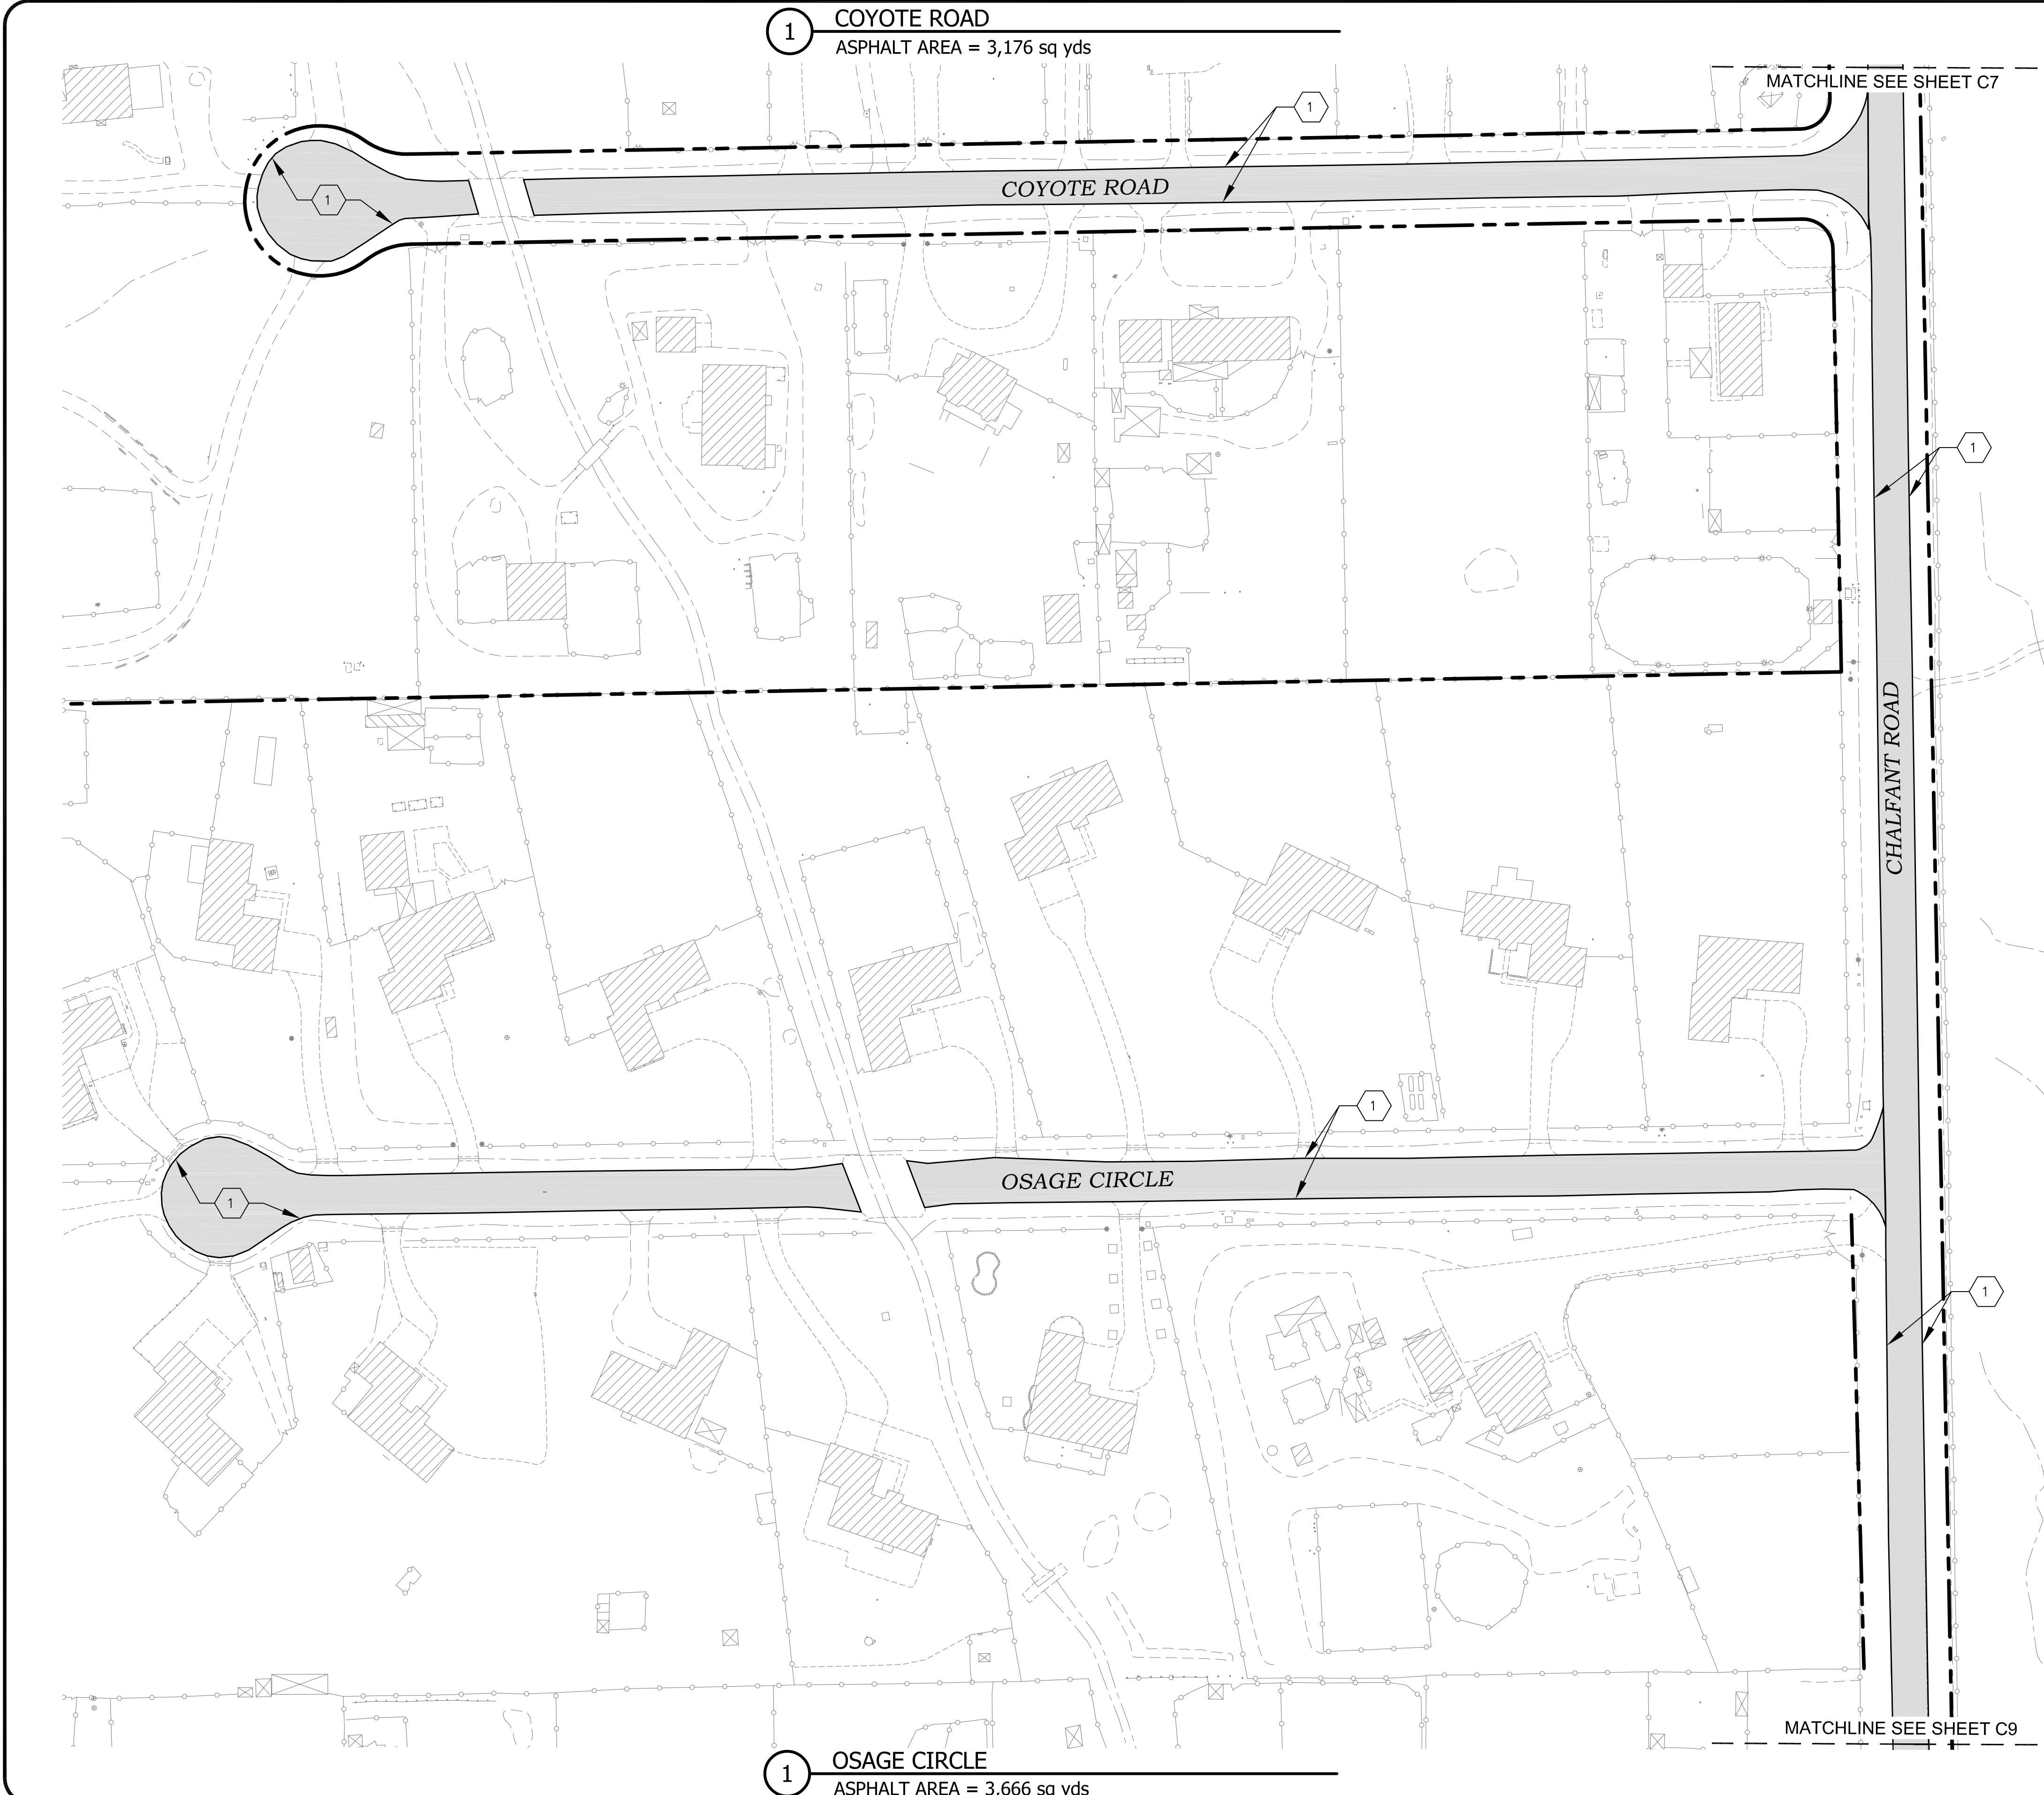 1 COYOTE ROAD
ASPHALT AREA = 3,176 sq yds
MATCHLINE SEE SHEET C7
1
COYOTE ROAD
1
1
CHALFANT ROAD
1
OSAGE CIRCLE
1
1
MATCHLINE SEE SHEET C9
1 OSAGE CIRCLE
ASPHALT AREA = 3,666 sq yds